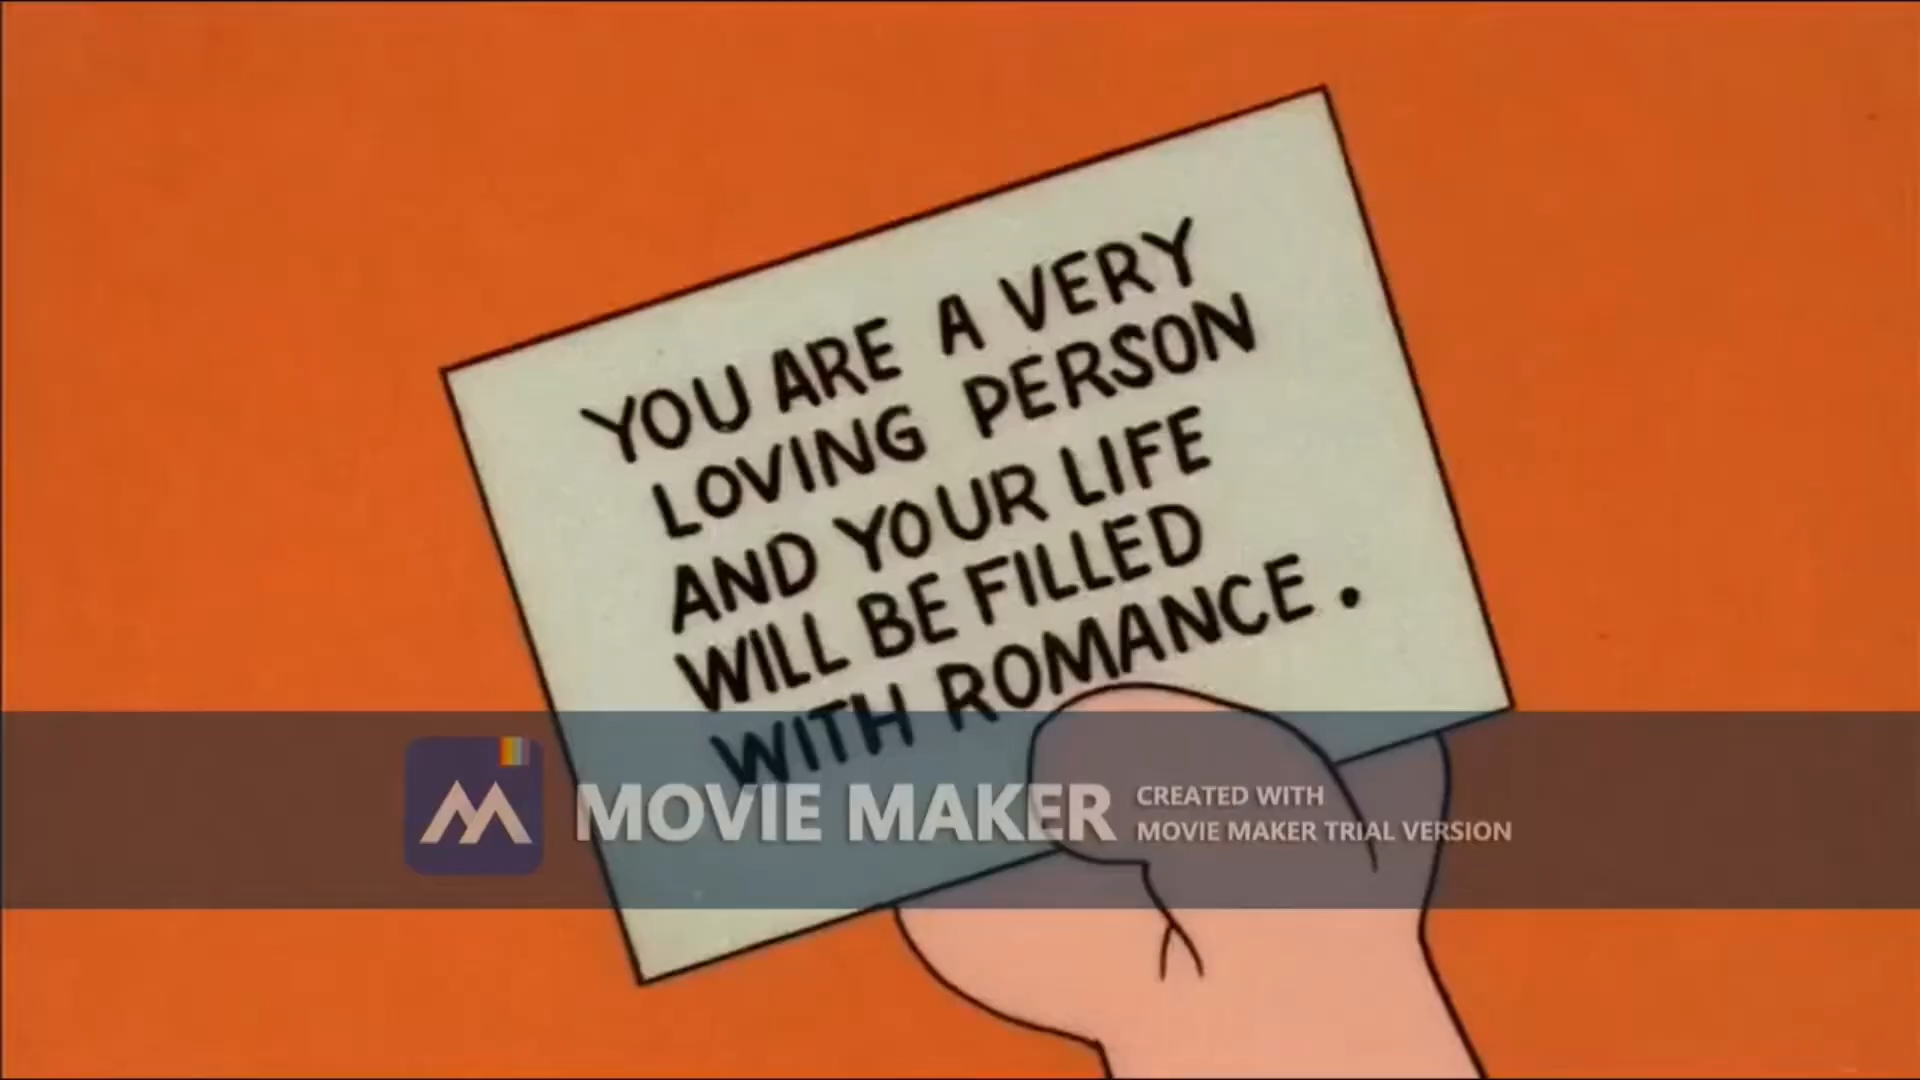 YOU ARE A VERY
LOVING PERSON
AND YOUR LIFE
WILL BE FILLED
WITH ROMANCE.
MOVIE MAKER
CREATED WITH
MOVIE MAKER TRIAL VERSION